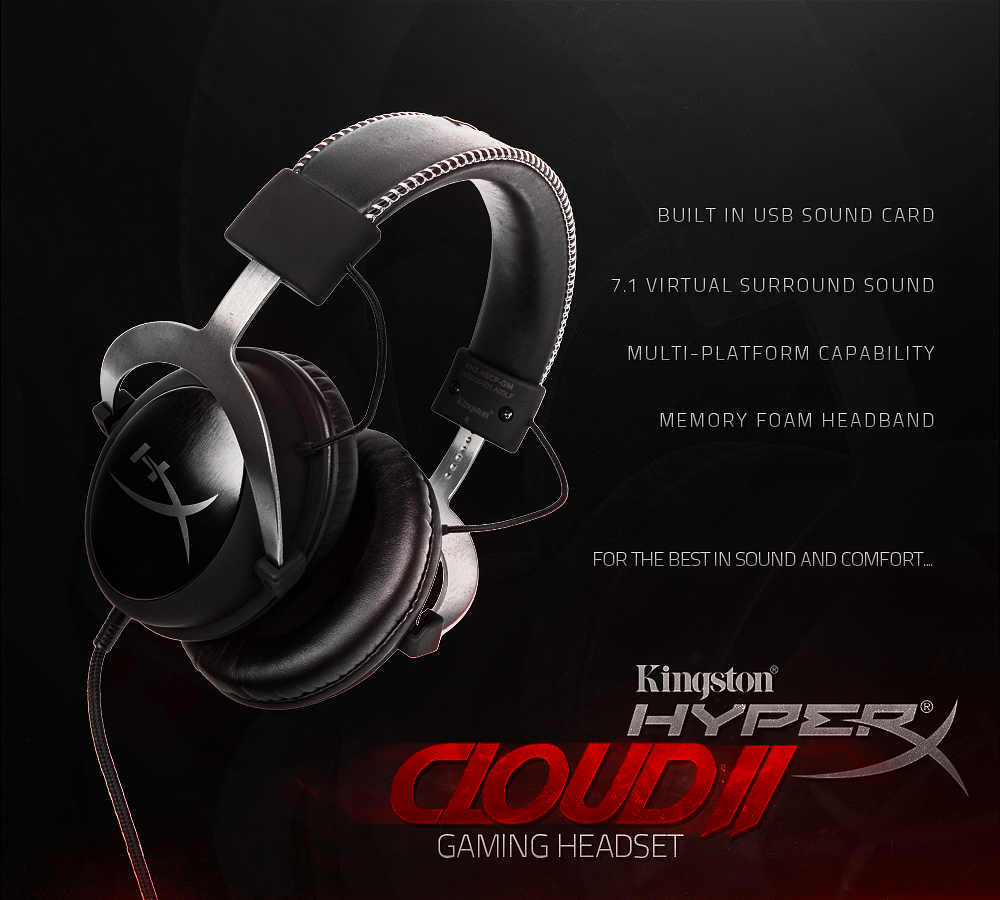 BUILT IN USB SOUND CARD
7.1 VIRTUAL SURROUND SOUND
MULTI-PLATFORM CAPABILITY
MEMORY FOAM HEADBAND
Kingston®
FOR THE BEST IN SOUND AND COMFORT...
Kingston®
HYPERX®
CLOUD II
GAMING HEADSET